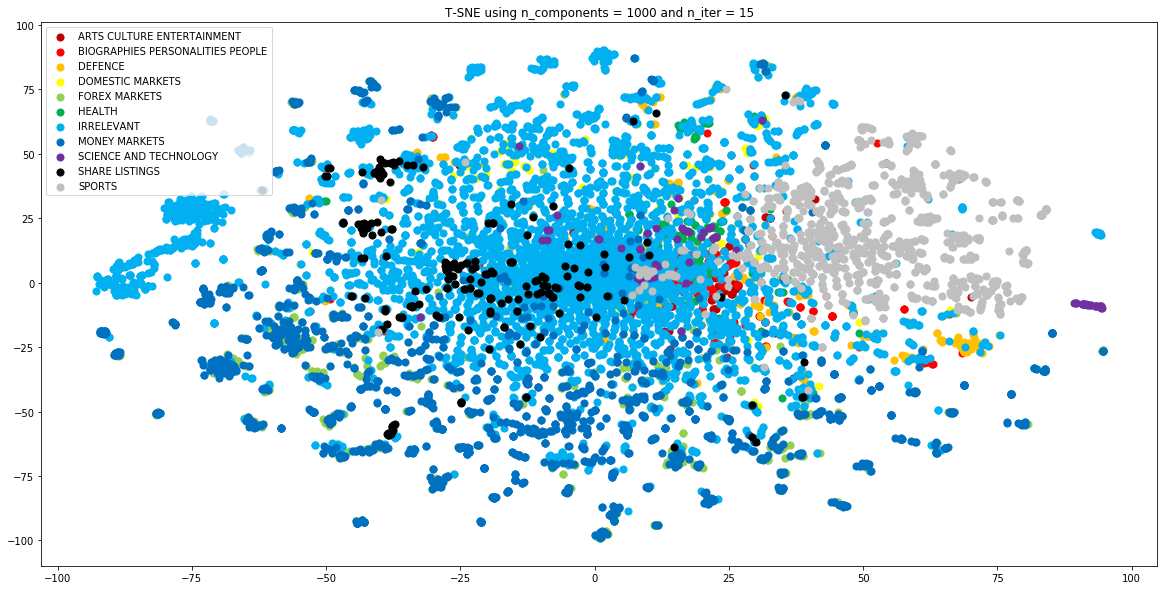 T-SNE using n_components = 1000 and n_iter = 15
ARTS CULTURE ENTERTAINMENT
BIOGRAPHIES PERSONALITIES PEOPLE
DEFENCE
DOMESTIC MARKETS
FOREX MARKETS
HEALTH
IRRELEVANT
MONEY MARKETS
SCIENCE AND TECHNOLOGY
SHARE LISTINGS
SPORTS
100
75
50
25
0
−25
−50
−75
−100
−100 −75 −50 −25 0 25 50 75 100